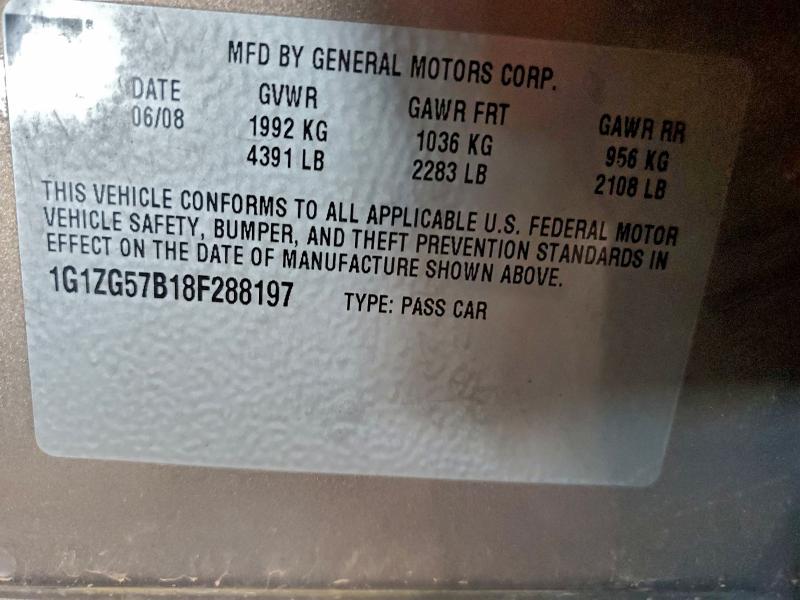 MFD BY GENERAL MOTORS CORP.
DATE GVWR GAWR FRT GAWR RR
06/08 1992 KG 1036 KG 956 KG
4391 LB 2283 LB 2108 LB
THIS VEHICLE CONFORMS TO ALL APPLICABLE U.S. FEDERAL MOTOR
VEHICLE SAFETY, BUMPER, AND THEFT PREVENTION STANDARDS IN
EFFECT ON THE DATE OF MANUFACTURE SHOWN ABOVE.
1G1ZG57B18F288197 TYPE: PASS CAR